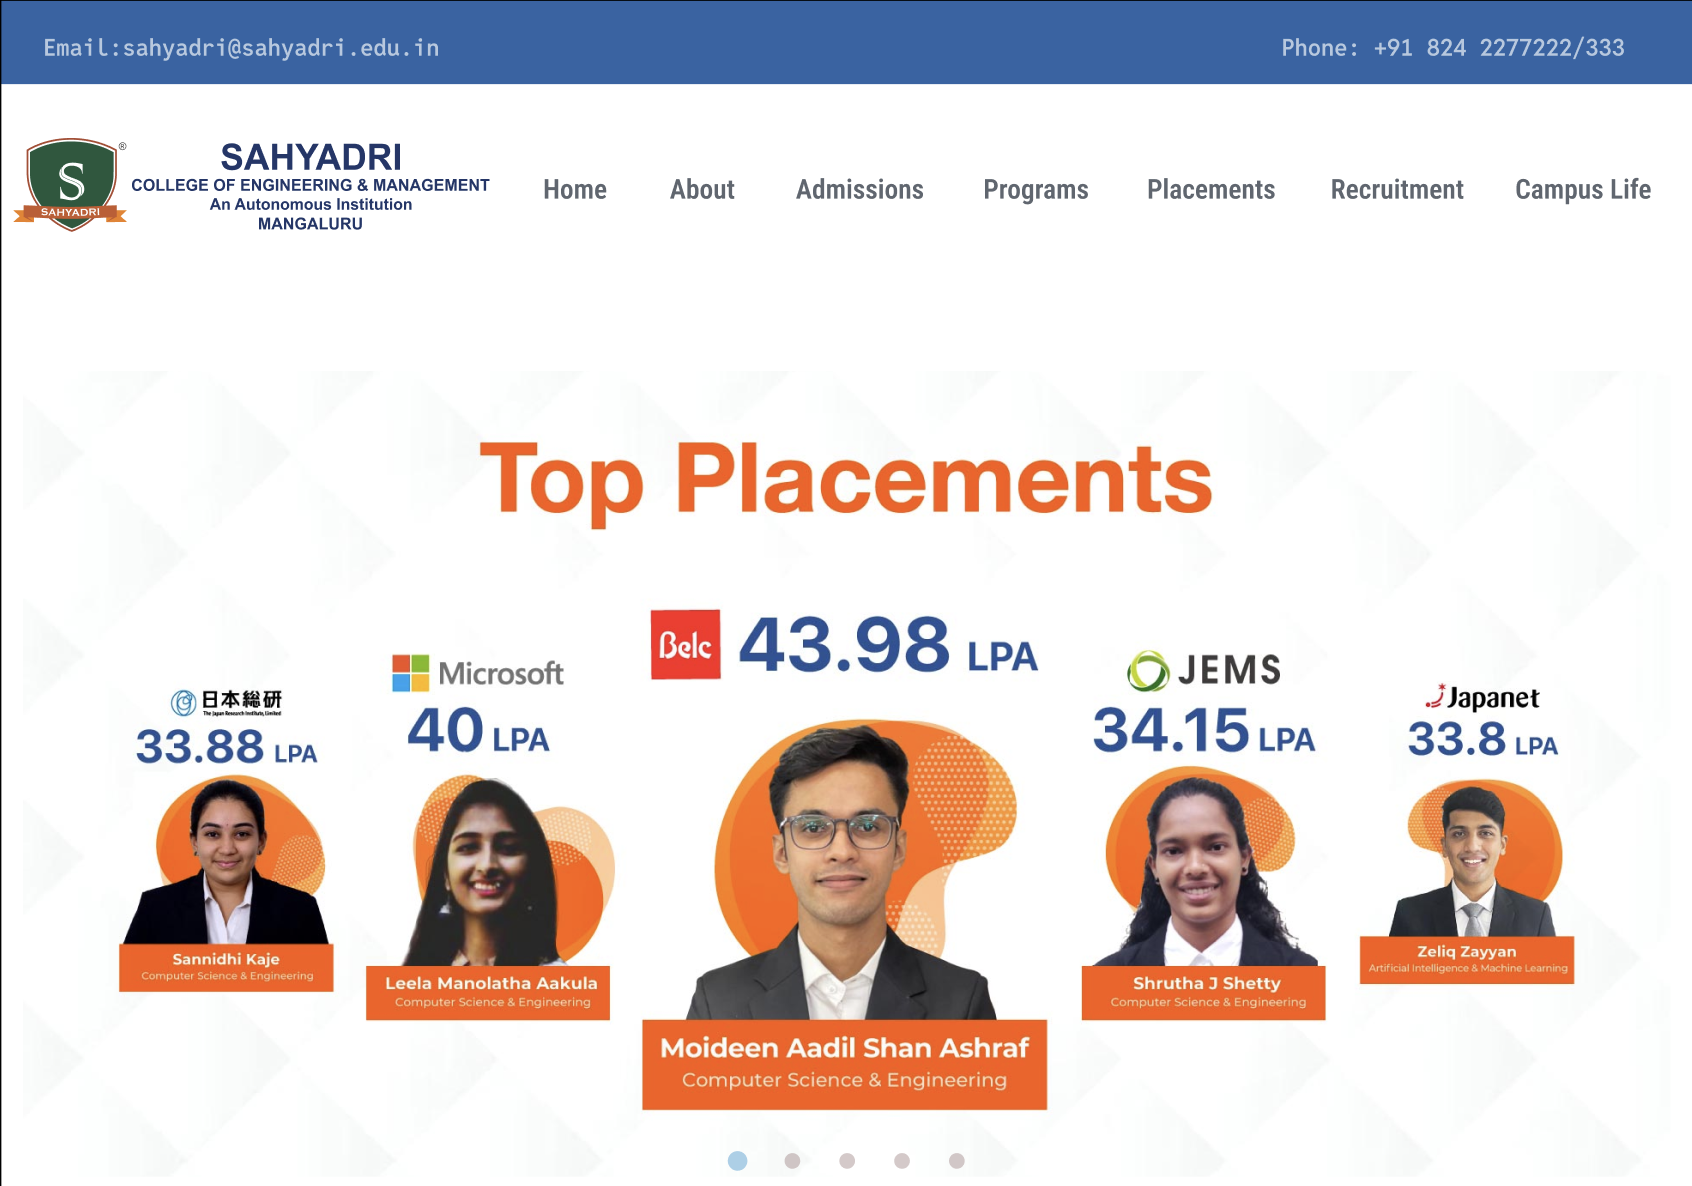 Email:sahyadri@sahyadri.edu.in
Phone: +91 824 2277222/333
S
SAHYADRI
®
SAHYADRI
COLLEGE OF ENGINEERING & MANAGEMENT
An Autonomous Institution
MANGALURU
Home
About
Admissions
Programs
Placements
Recruitment
Campus Life
Top Placements
日本総研
The Japan Research Institute, Limited
33.88 LPA
Sannidhi Kaje
Computer Science & Engineering
Microsoft
40 LPA
Leela Manolatha Aakula
Computer Science & Engineering
Belc
43.98 LPA
Moideen Aadil Shan Ashraf
Computer Science & Engineering
JEMS
34.15 LPA
Shrutha J Shetty
Computer Science & Engineering
Japanet
33.8 LPA
Zeliq Zayyan
Artificial Intelligence & Machine Learning